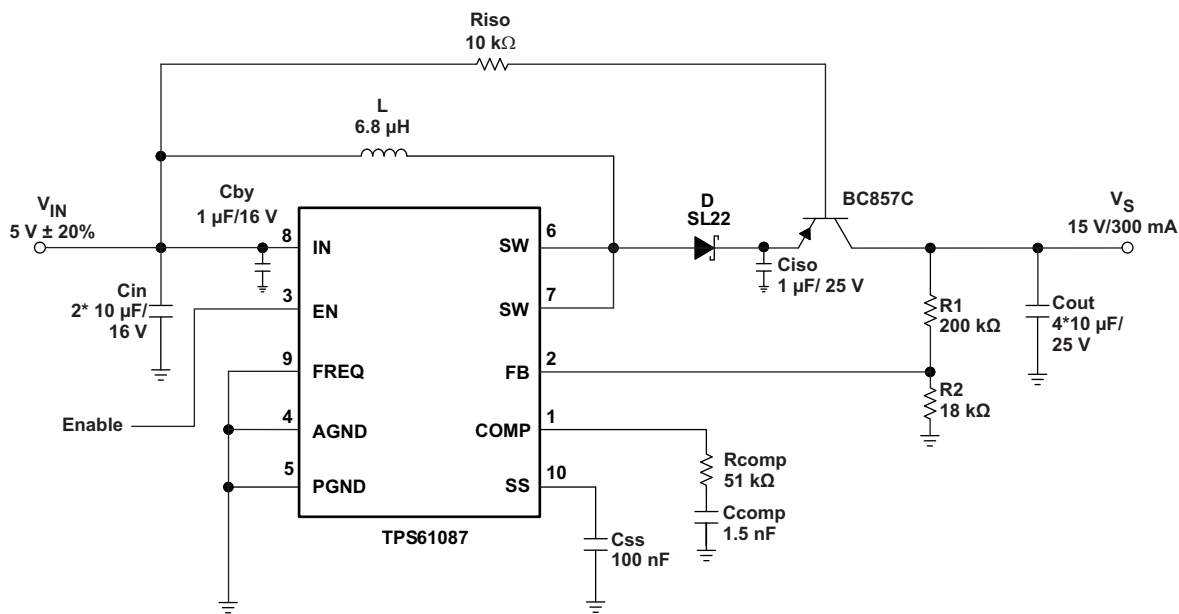 Riso
10 kΩ
L
6.8 µH
Cby
1 µF/16 V
VIN
5 V ± 20%
Cin
2* 10 µF/
16 V
Enable
8
IN
3
EN
9
FREQ
4
AGND
5
PGND
SW
6
SW
7
FB
2
COMP
1
SS
10
TPS61087
D
SL22
BC857C
Ciso
1 µF/ 25 V
VS
15 V/300 mA
R1
200 kΩ
Cout
4*10 µF/
25 V
R2
18 kΩ
Rcomp
51 kΩ
Ccomp
1.5 nF
Css
100 nF